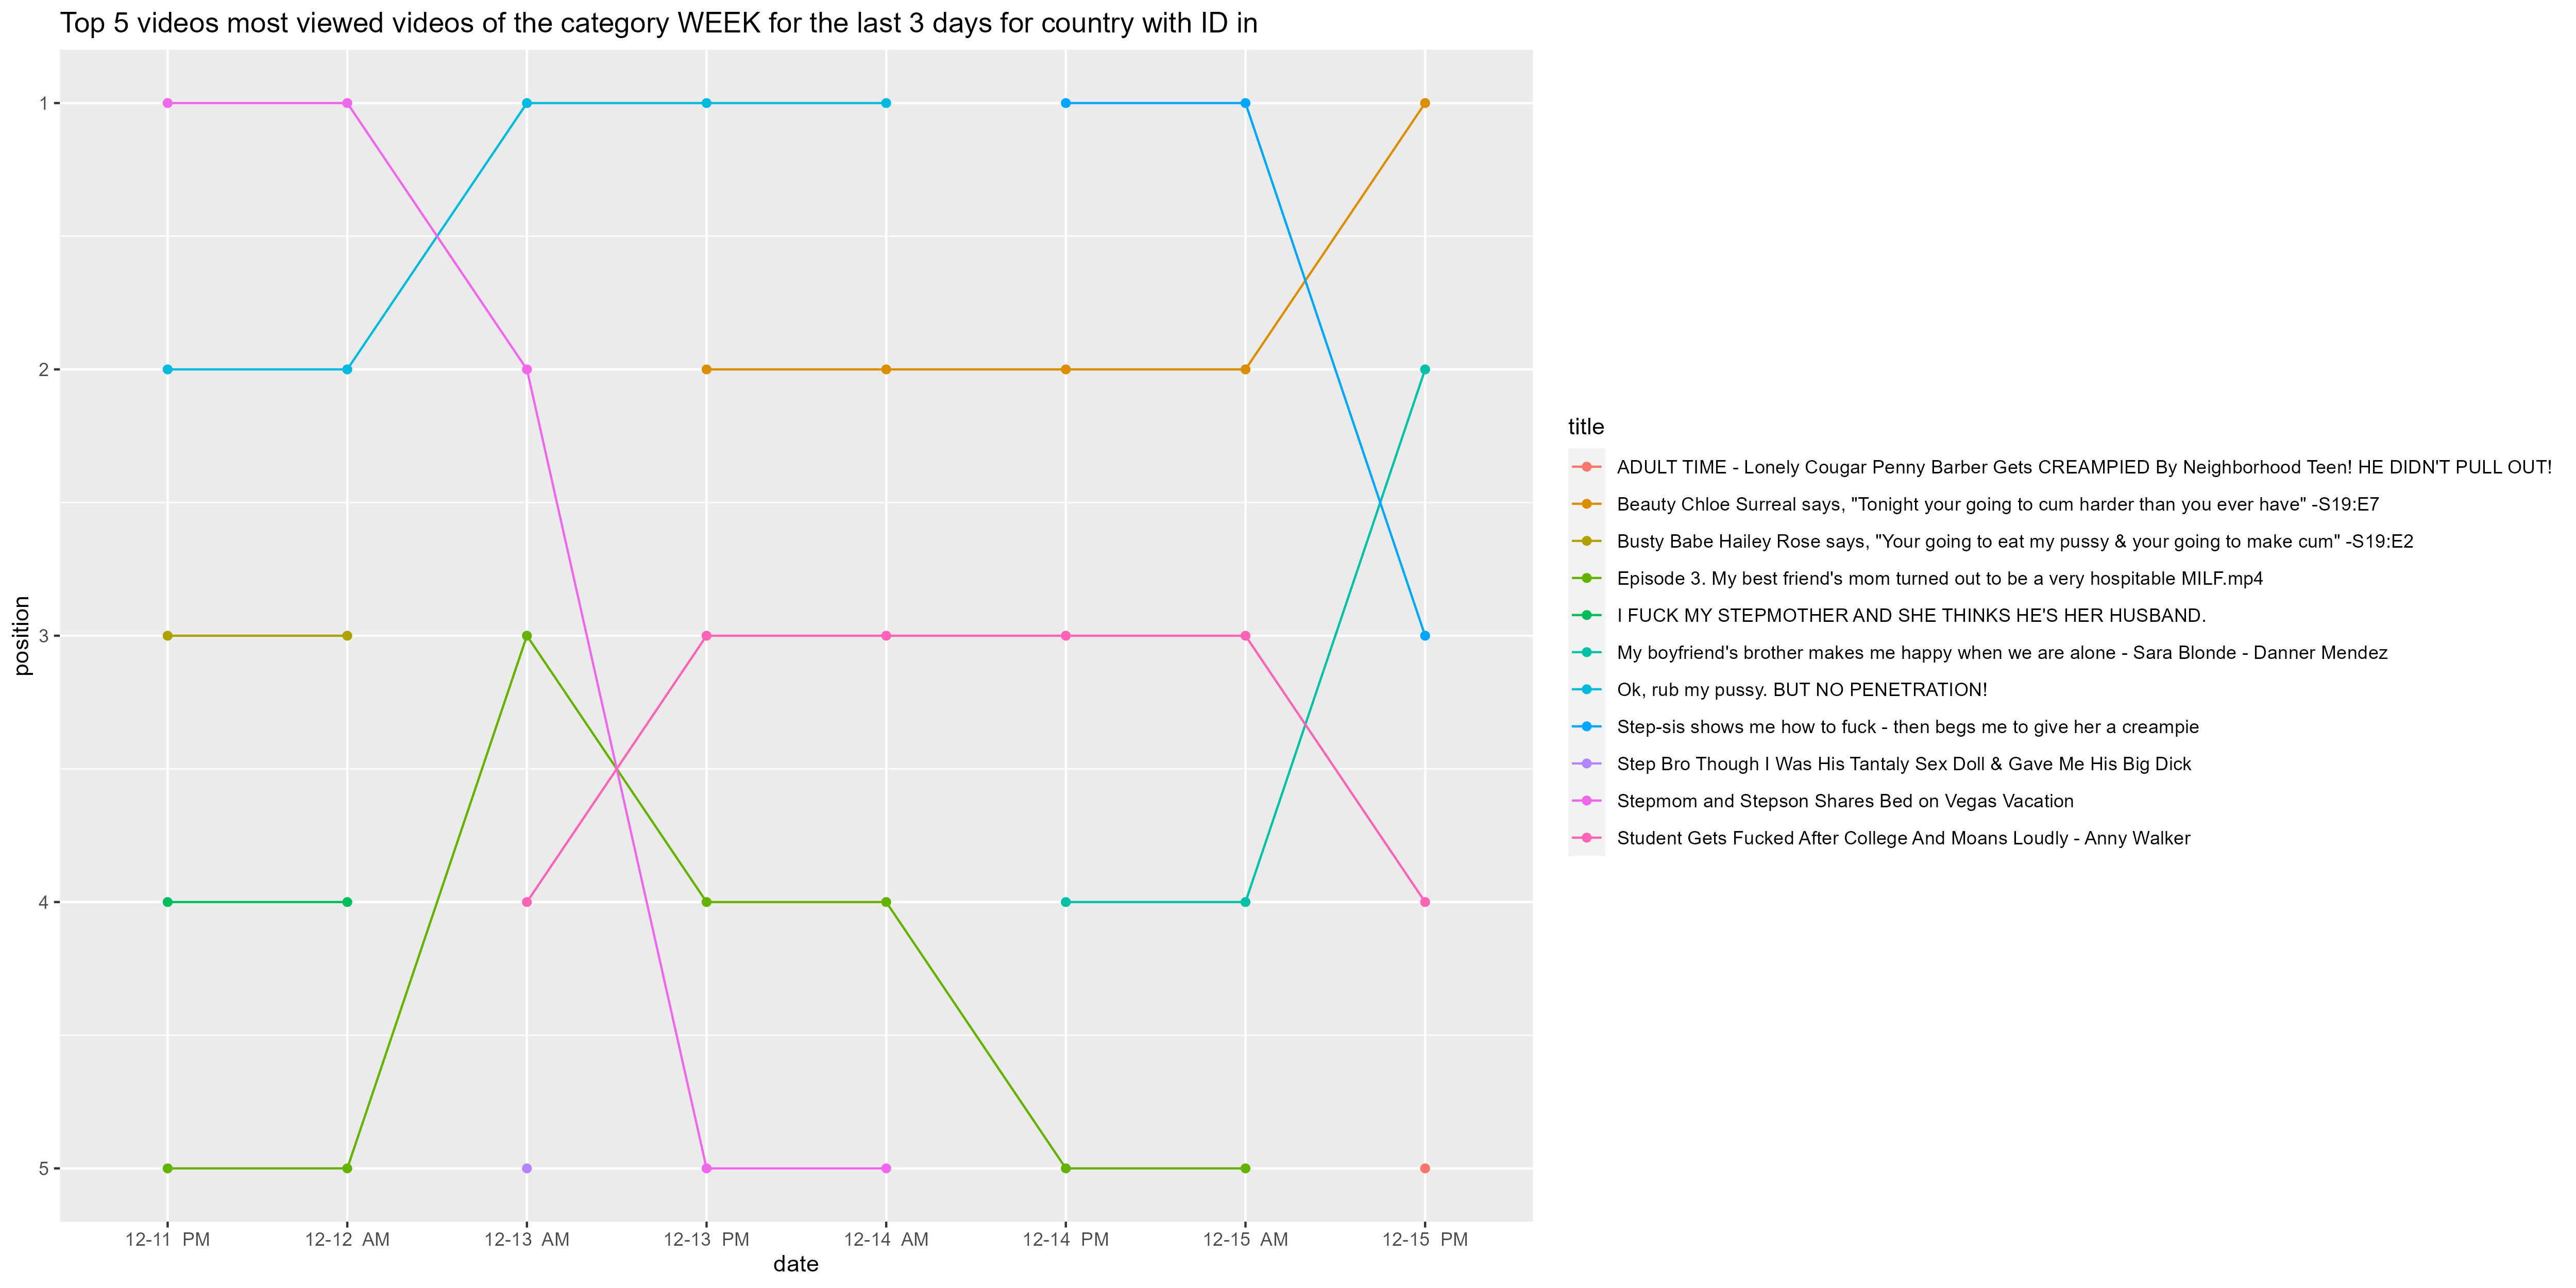 Top 5 videos most viewed videos of the category WEEK for the last 3 days for country with ID in
1
2
3
4
5
position
12-11 PM
12-12 AM
12-13 AM
12-13 PM
12-14 AM
12-14 PM
12-15 AM
12-15 PM
date
title
ADULT TIME - Lonely Cougar Penny Barber Gets CREAMPIED By Neighborhood Teen! HE DIDN'T PULL OUT!
Beauty Chloe Surreal says, "Tonight your going to cum harder than you ever have" -S19:E7
Busty Babe Hailey Rose says, "Your going to eat my pussy & your going to make cum" -S19:E2
Episode 3. My best friend's mom turned out to be a very hospitable MILF.mp4
I FUCK MY STEPMOTHER AND SHE THINKS HE'S HER HUSBAND.
My boyfriend's brother makes me happy when we are alone - Sara Blonde - Danner Mendez
Ok, rub my pussy. BUT NO PENETRATION!
Step-sis shows me how to fuck - then begs me to give her a creampie
Step Bro Though I Was His Tantaly Sex Doll & Gave Me His Big Dick
Stepmom and Stepson Shares Bed on Vegas Vacation
Student Gets Fucked After College And Moans Loudly - Anny Walker